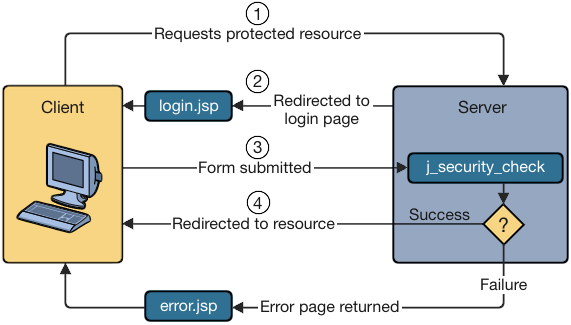 1
Requests protected resource
Client
2
login.jsp
Redirected to
login page
Server
3
Form submitted
j_security_check
4
Redirected to resource
Success
?
Failure
error.jsp
Error page returned